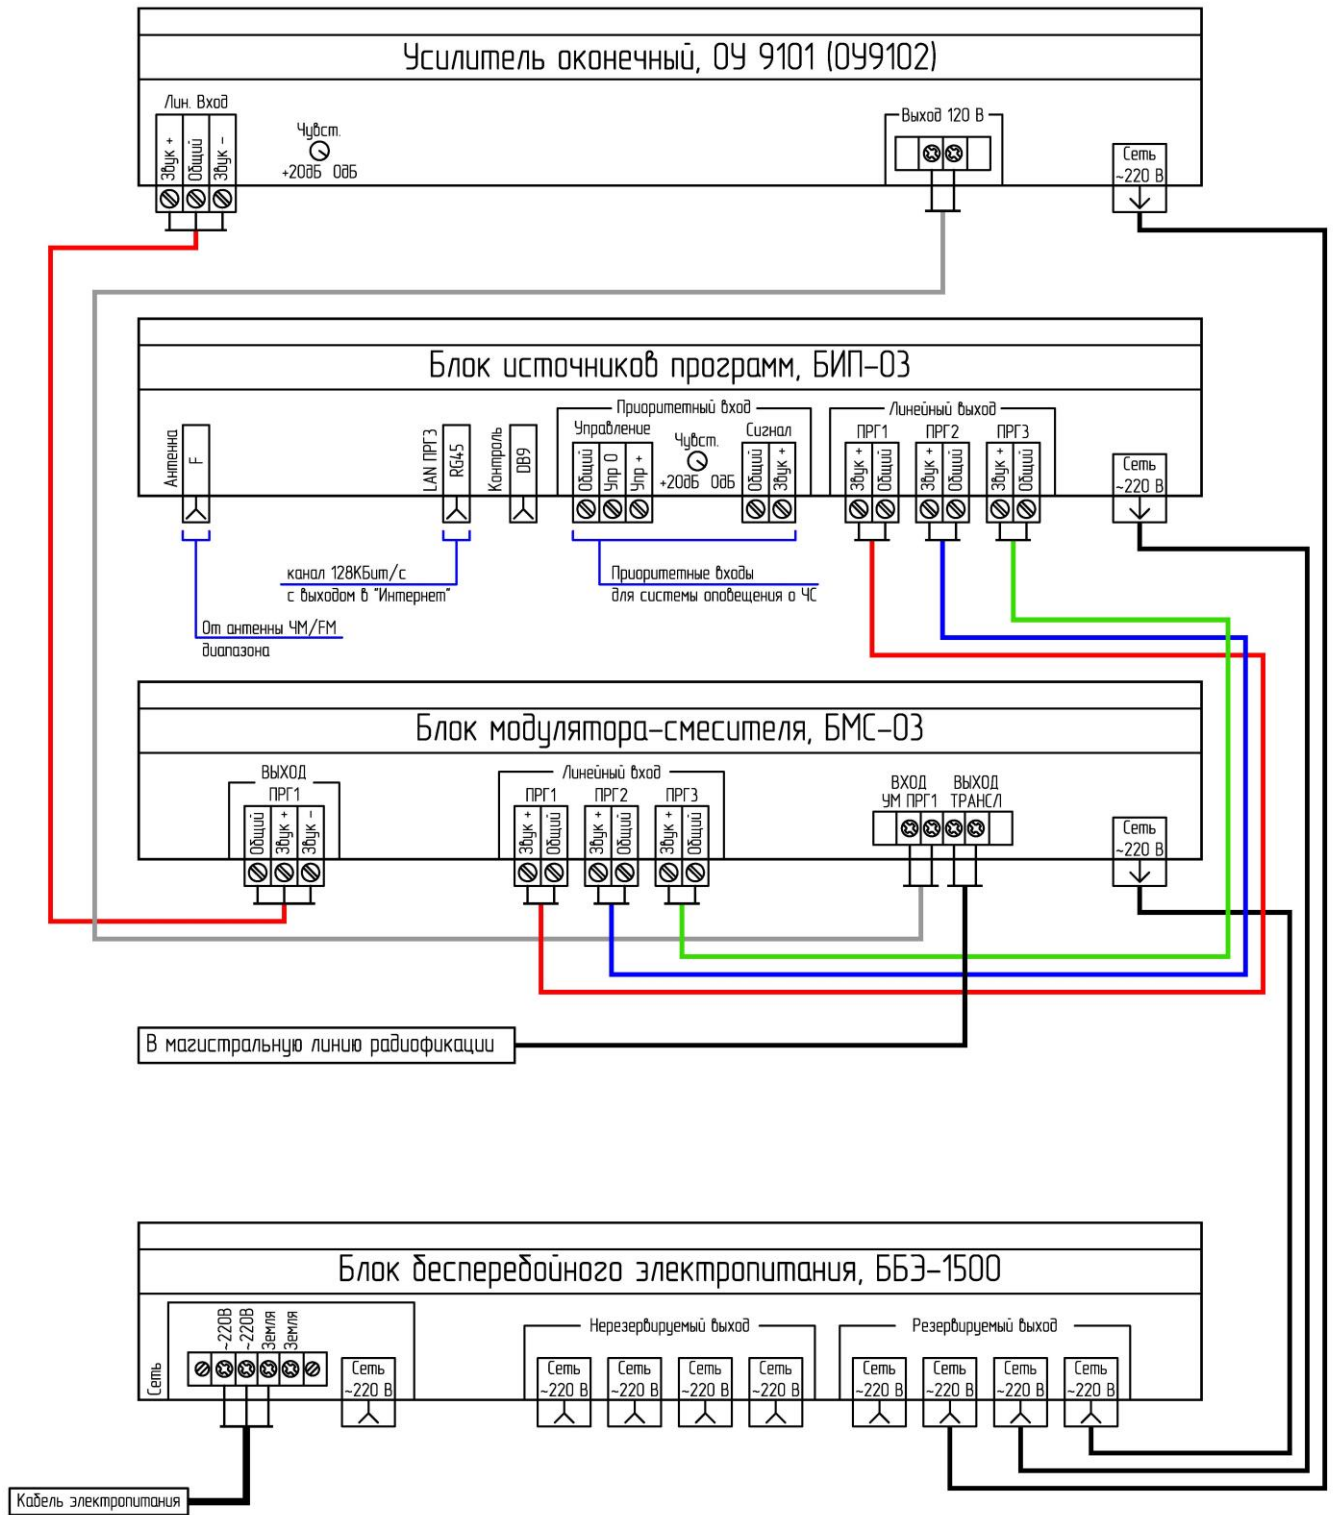 Усилитель оконечный, ОУ 9101 (ОУ9102)
Лин. Вход
Звук +
Общий
Звук -
Чувст.
+20дБ 0дБ
Выход 120 В
Сеть
~220 В
Блок источников программ, БИП-03
Антенна
F
LAN ПРГ3
RG45
Контроль
DB9
Приоритетный вход
Управление
Общий
Упр 0
Упр +
Чувст.
+20дБ 0дБ
Сигнал
Общий
Звук +
Линейный выход
ПРГ1
Звук +
Общий
ПРГ2
Звук +
Общий
ПРГ3
Звук +
Общий
Сеть
~220 В
канал 128КБит/с
с выходом в "Интернет"
Приоритетные входы
для системы оповещения о ЧС
От антенны ЧМ/FM
диапазона
Блок модулятора-смесителя, БМС-03
ВЫХОД
ПРГ1
Общий
Звук +
Звук -
Линейный вход
ПРГ1
Звук +
Общий
ПРГ2
Звук +
Общий
ПРГ3
Звук +
Общий
ВХОД
УМ ПРГ1
ВЫХОД
ТРАНСЛ
Сеть
~220 В
В магистральную линию радиофикации
Блок бесперебойного электропитания, ББЭ-1500
Сеть
~220В
~220В
Земля
Земля
Сеть
~220 В
Нерезервируемый выход
Сеть
~220 В
Сеть
~220 В
Сеть
~220 В
Сеть
~220 В
Резервируемый выход
Сеть
~220 В
Сеть
~220 В
Сеть
~220 В
Сеть
~220 В
Кабель электропитания